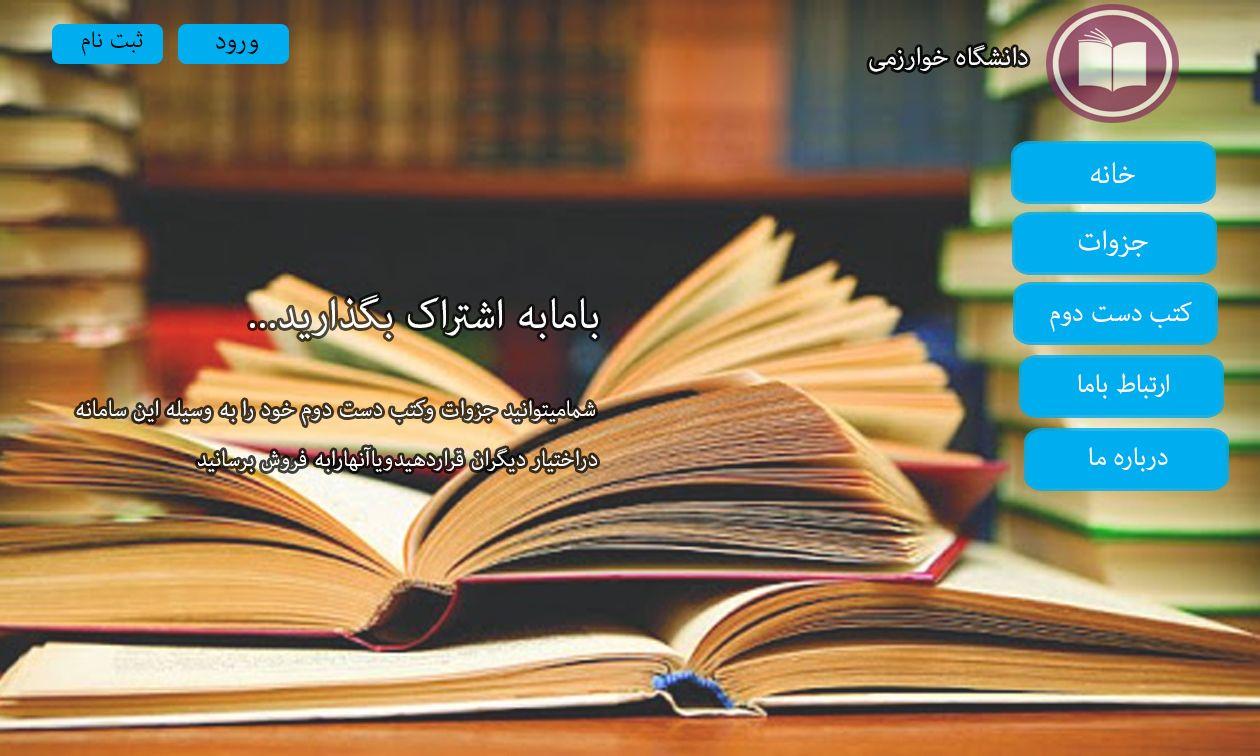 دانشگاه خوارزمی
ورود
ثبت نام
خانه
جزوات
کتب دست دوم
ارتباط باما
درباره ما
بامابه اشتراک بگذارید...
شمامیتوانید جزوات وکتب دست دوم خود را به وسیله این سامانه
دراختیار دیگران قراردهیدویاآنهارابه فروش برسانید